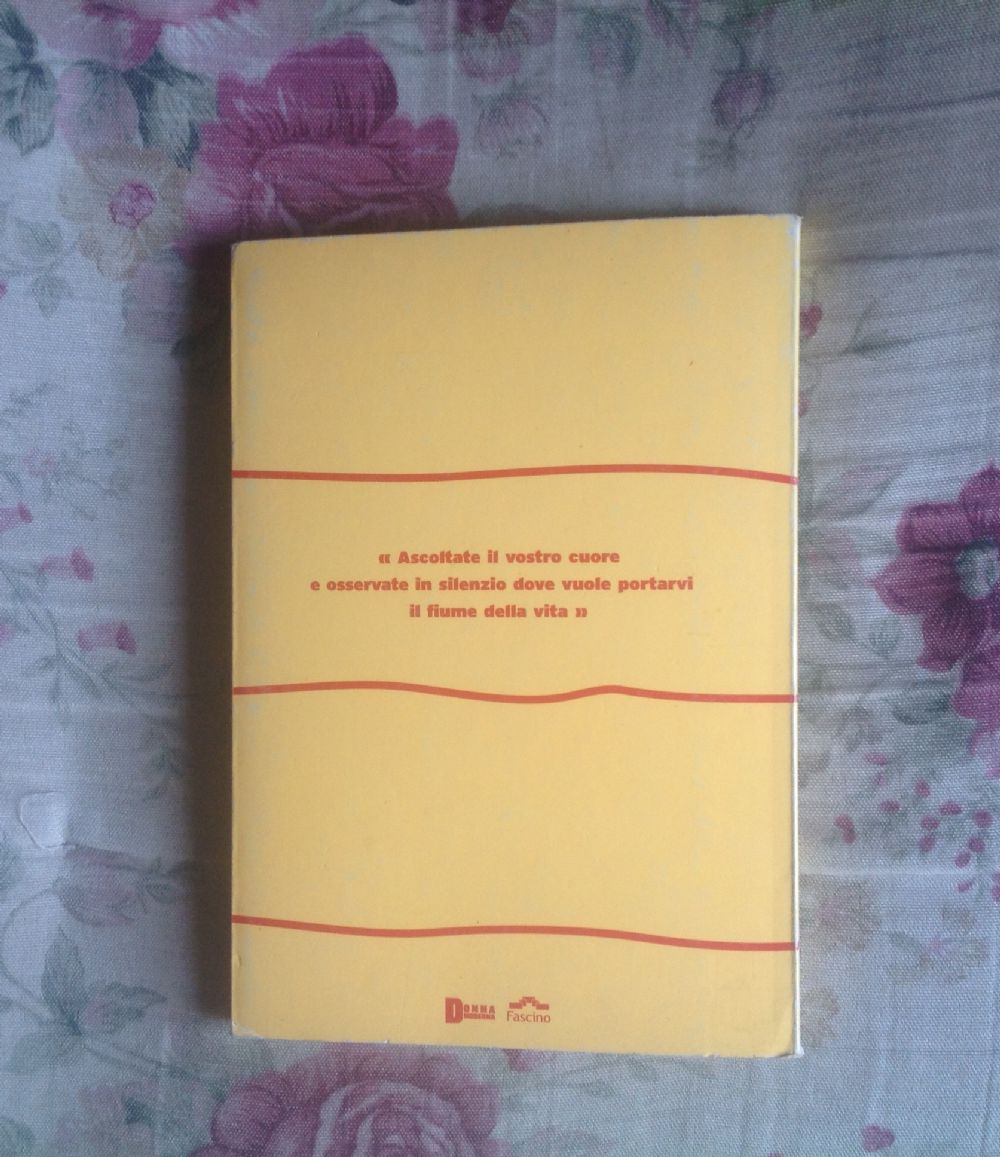 « Ascoltate il vostro cuore
e osservate in silenzio dove vuole portarvi
il fiume della vita »
DONNA
MODERNA
Fascino